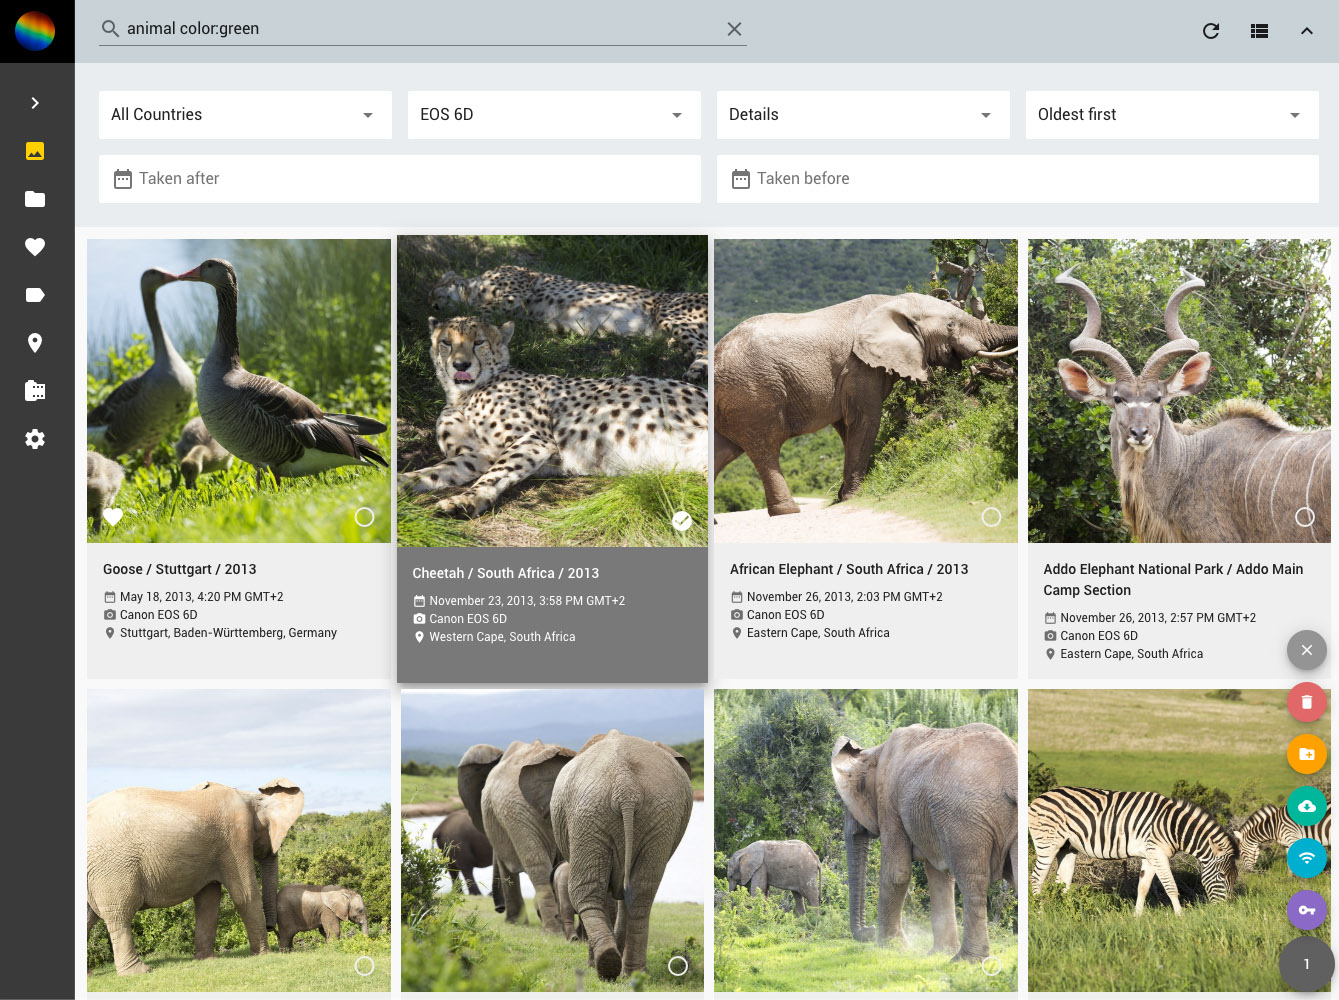 animal color:green
All Countries
EOS 6D
Details
Oldest first
Taken after
Taken before
Goose / Stuttgart / 2013
May 18, 2013, 4:20 PM GMT+2
Canon EOS 6D
Stuttgart, Baden-Württemberg, Germany
Cheetah / South Africa / 2013
November 23, 2013, 3:58 PM GMT+2
Canon EOS 6D
Western Cape, South Africa
African Elephant / South Africa / 2013
November 26, 2013, 2:03 PM GMT+2
Canon EOS 6D
Eastern Cape, South Africa
Addo Elephant National Park / Addo Main
Camp Section
November 26, 2013, 2:57 PM GMT+2
Canon EOS 6D
Eastern Cape, South Africa
1